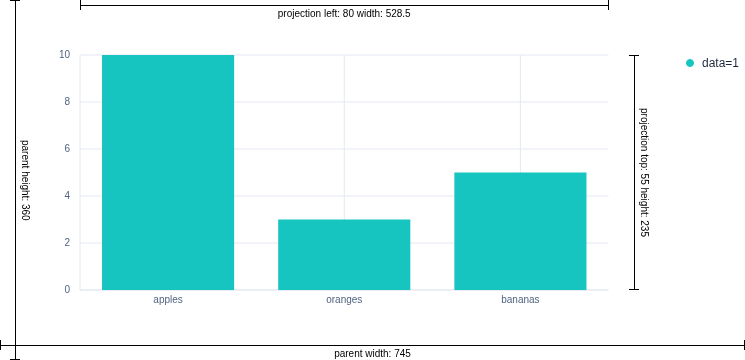 projection left: 80 width: 528.5
10
8
6
4
2
0
apples
oranges
bananas
data=1
parent height: 360
projection top: 55 height: 235
parent width: 745